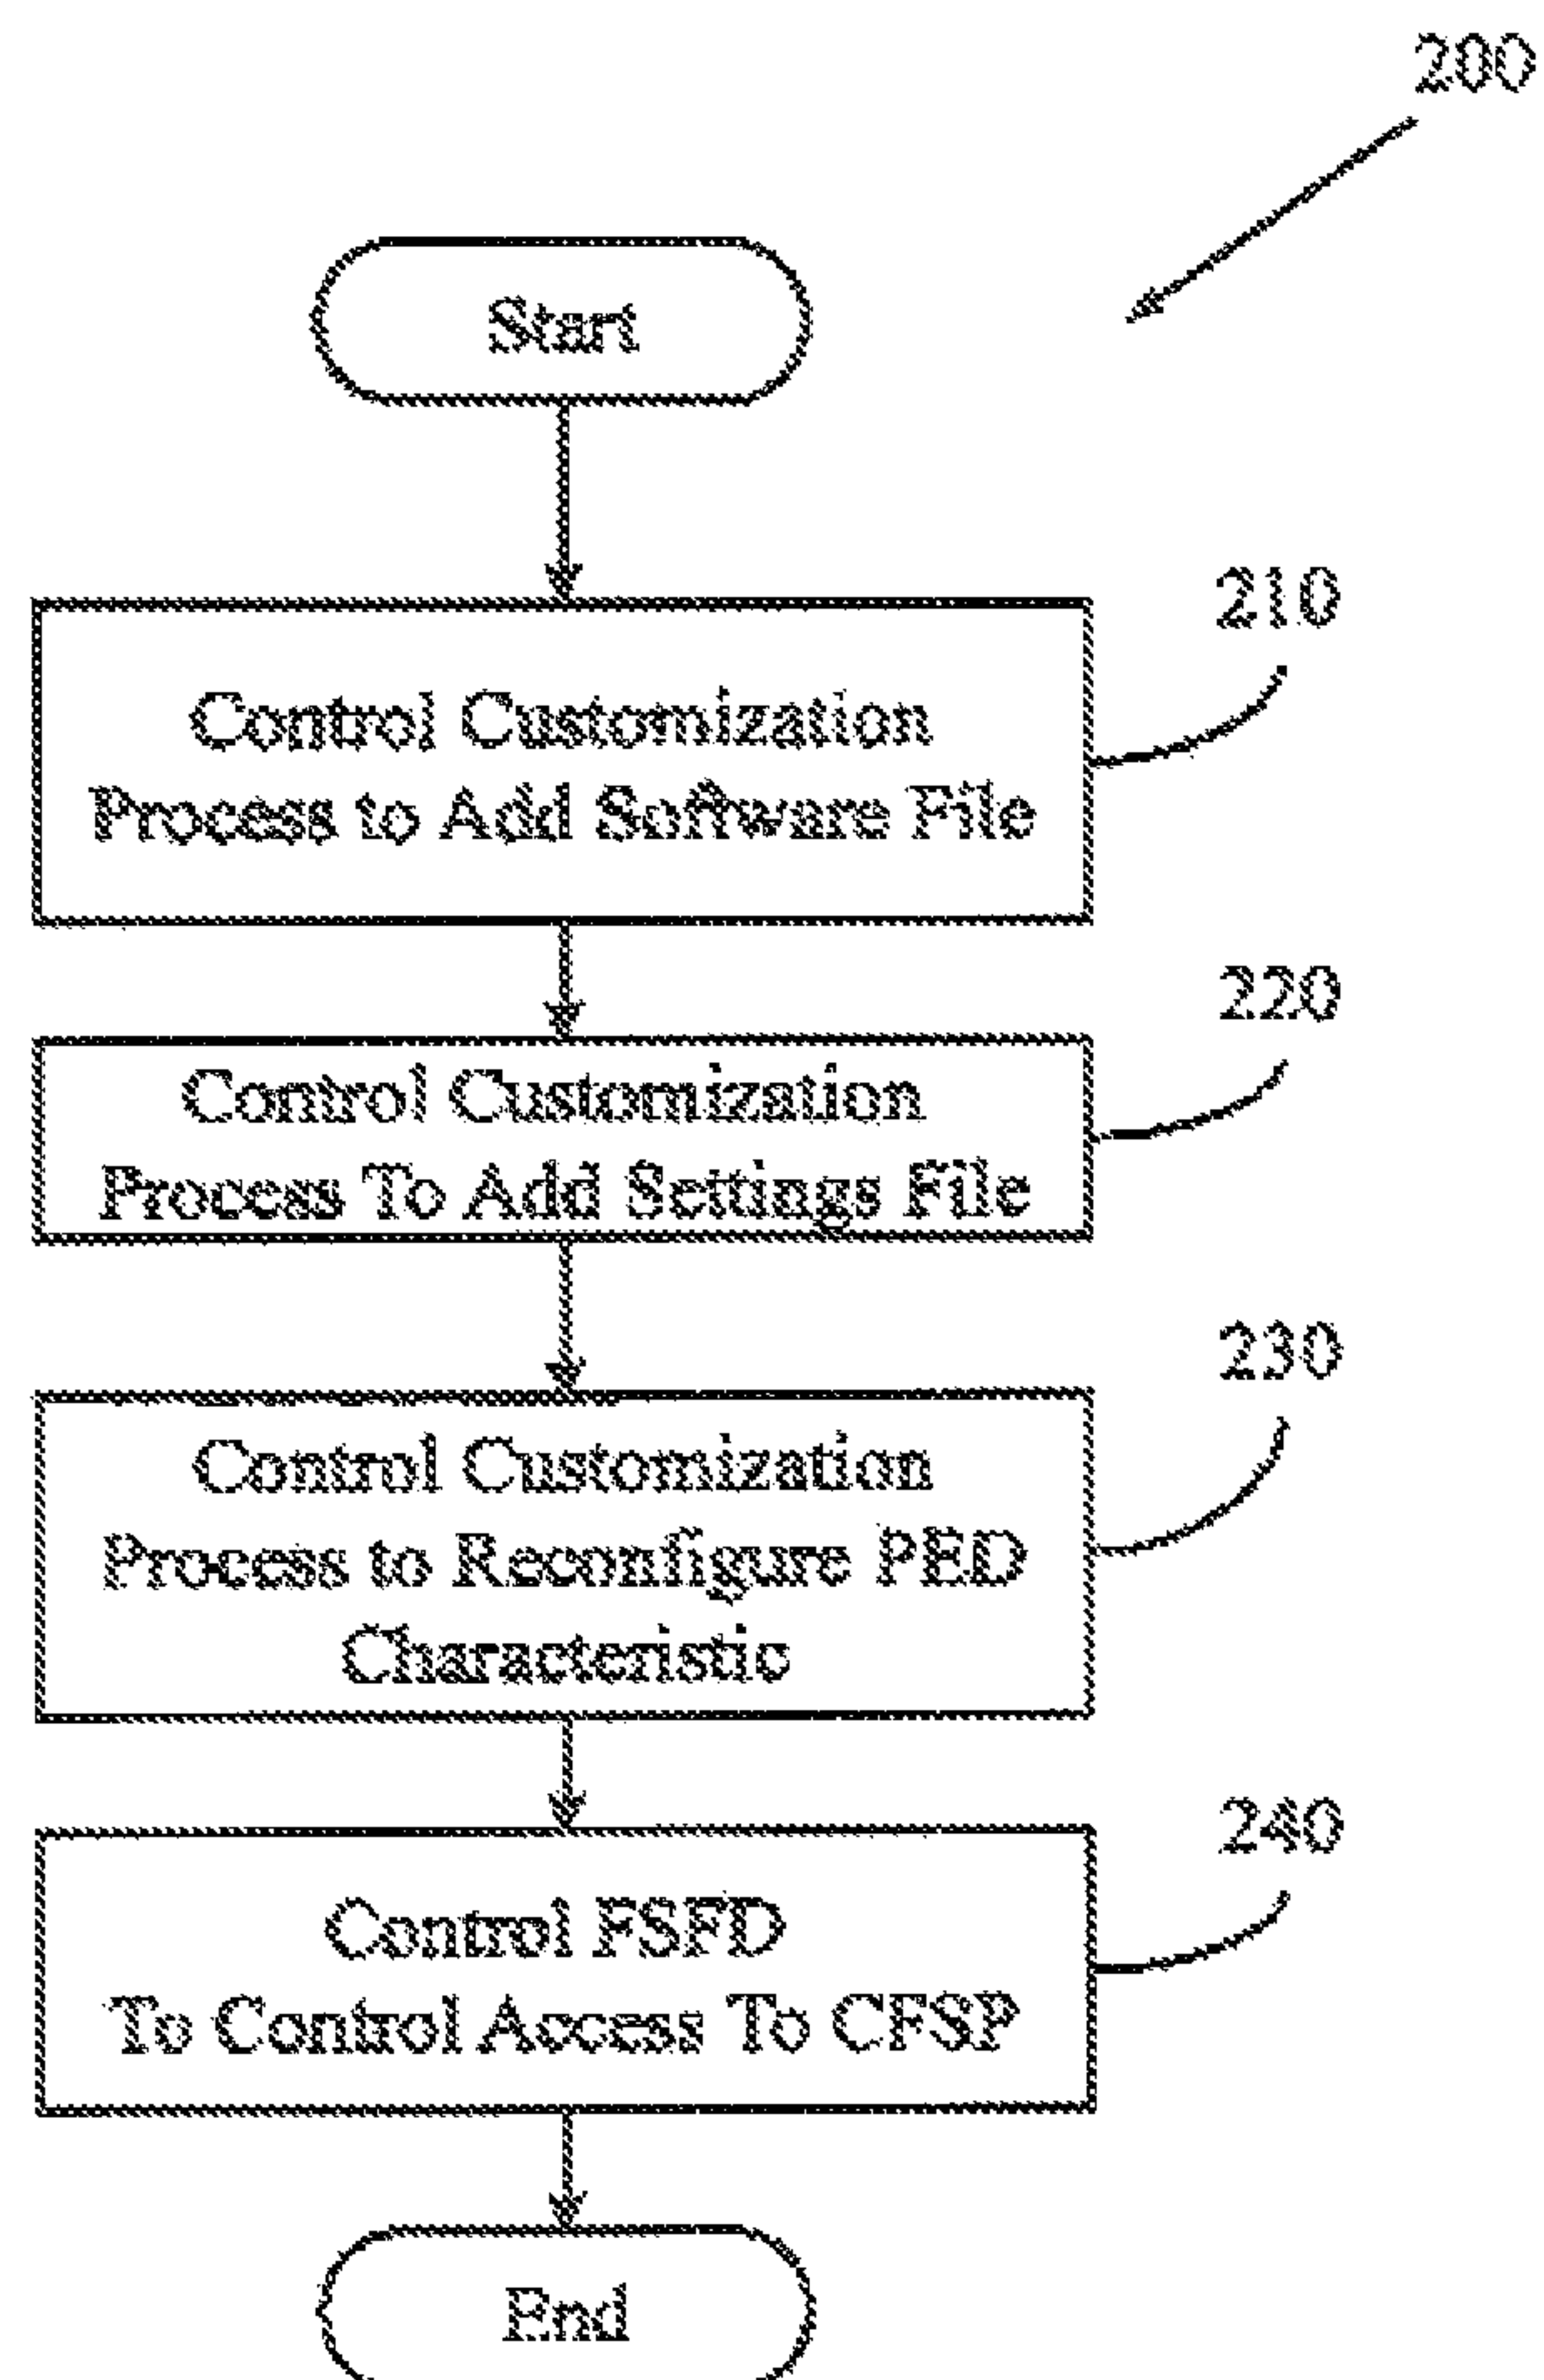 200
Start
210
Control Customization
Process to Add Software File
220
Control Customization
Process To Add Settings File
230
Control Customization
Process to Reconfigure PED
Characteristic
240
Control FSFD
To Control Access To CFSP
End